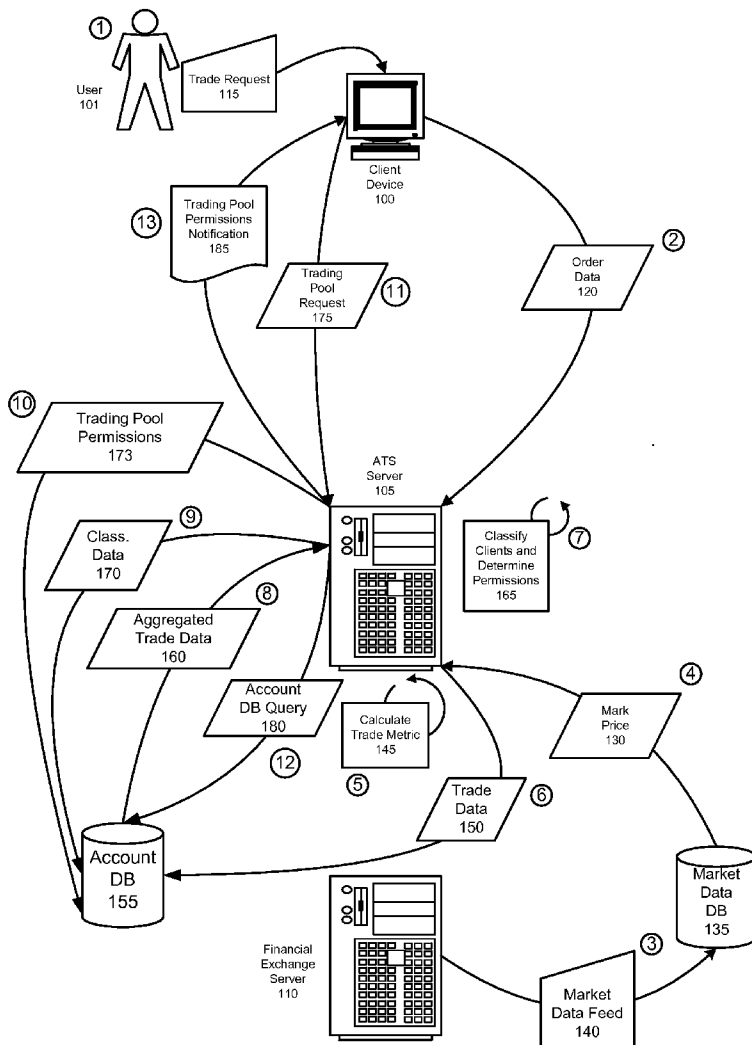 1
User
101
Trade Request
115
Client
Device
100
13
Trading Pool
Permissions
Notification
185
Trading
Pool
Request
175
11
2
Order
Data
120
10
Trading Pool
Permissions
173
ATS
Server
105
9
Class.
Data
170
7
Classify
Clients and
Determine
Permissions
165
8
Aggregated
Trade Data
160
Account
DB Query
180
12
Calculate
Trade Metric
145
5
4
Mark
Price
130
6
Trade
Data
150
Account
DB
155
Market
Data
DB
135
Financial
Exchange
Server
110
3
Market
Data Feed
140